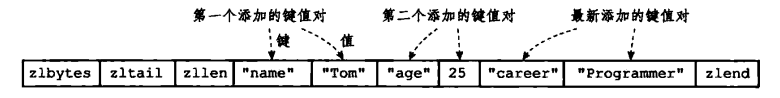 第一个添加的键值对 第二个添加的键值对 最新添加的键值对
键 值
zlbytes zltail zllen "name" "Tom" "age" 25 "career" "Programmer" zlend